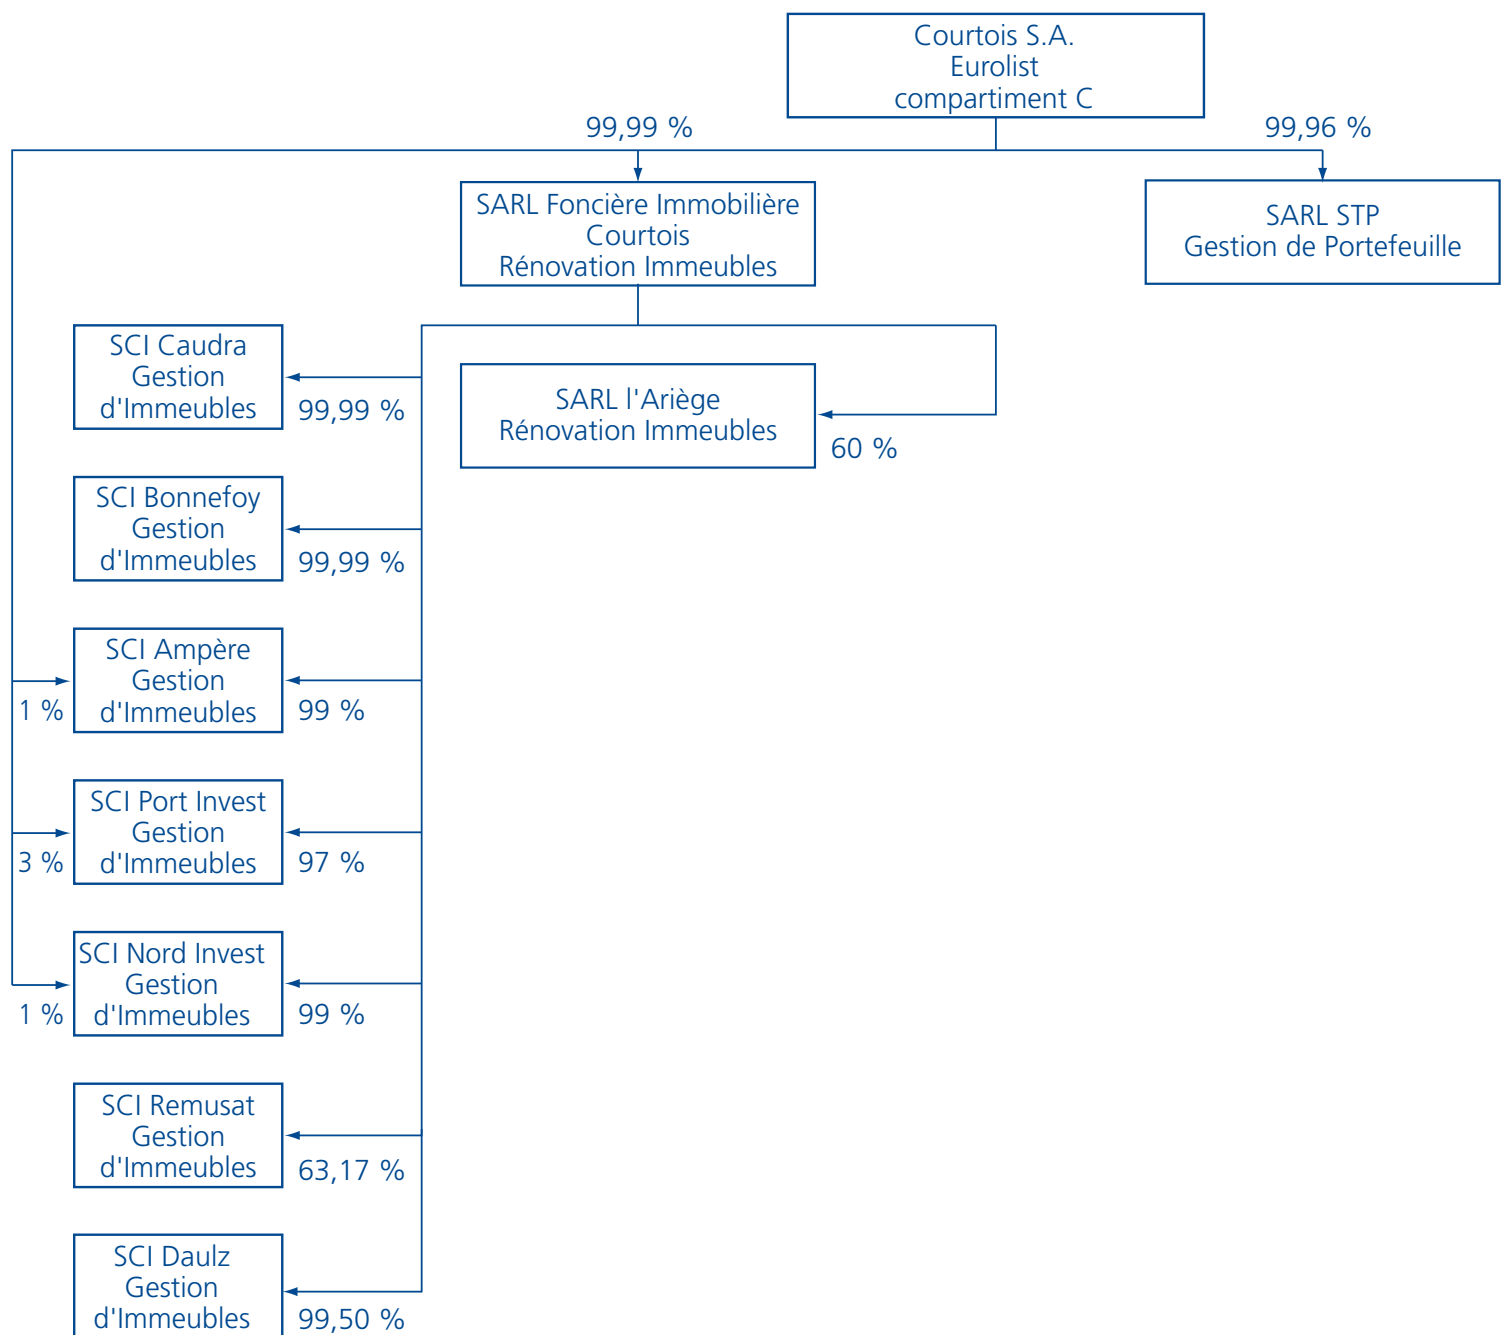 Courtois S.A.
Eurolist
compartiment C
99,99 %
99,96 %
SARL Foncière Immobilière
Courtois
Rénovation Immeubles
SARL STP
Gestion de Portefeuille
SCI Caudra
Gestion
d'Immeubles
99,99 %
SARL l'Ariège
Rénovation Immeubles
60 %
SCI Bonnefoy
Gestion
d'Immeubles
99,99 %
SCI Ampère
Gestion
d'Immeubles
1 %
99 %
SCI Port Invest
Gestion
d'Immeubles
3 %
97 %
SCI Nord Invest
Gestion
d'Immeubles
1 %
99 %
SCI Remusat
Gestion
d'Immeubles
63,17 %
SCI Daulz
Gestion
d'Immeubles
99,50 %